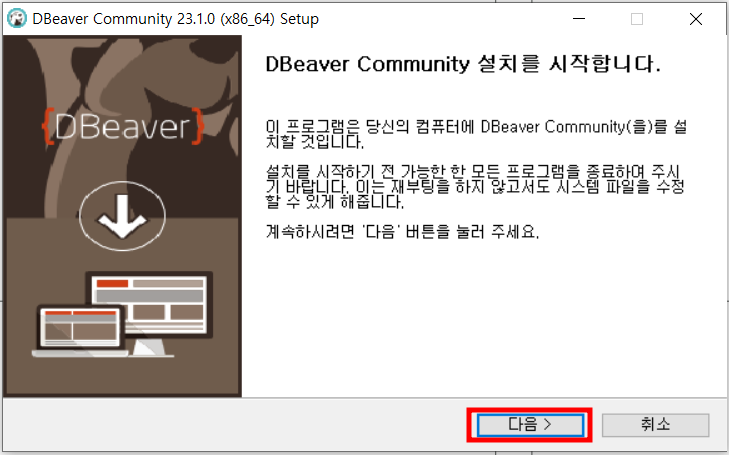 DBeaver Community 23.1.0 (x86_64) Setup
{DBeaver}
DBeaver Community 설치를 시작합니다.
이 프로그램은 당신의 컴퓨터에 DBeaver Community(을)를 설
치할 것입니다.
설치를 시작하기 전 가능한 한 모든 프로그램을 종료하여 주시
기 바랍니다. 이는 재부팅을 하지 않고서도 시스템 파일을 수정
할 수 있게 해줍니다.
계속하시려면 '다음' 버튼을 눌러 주세요.
다음 >
취소